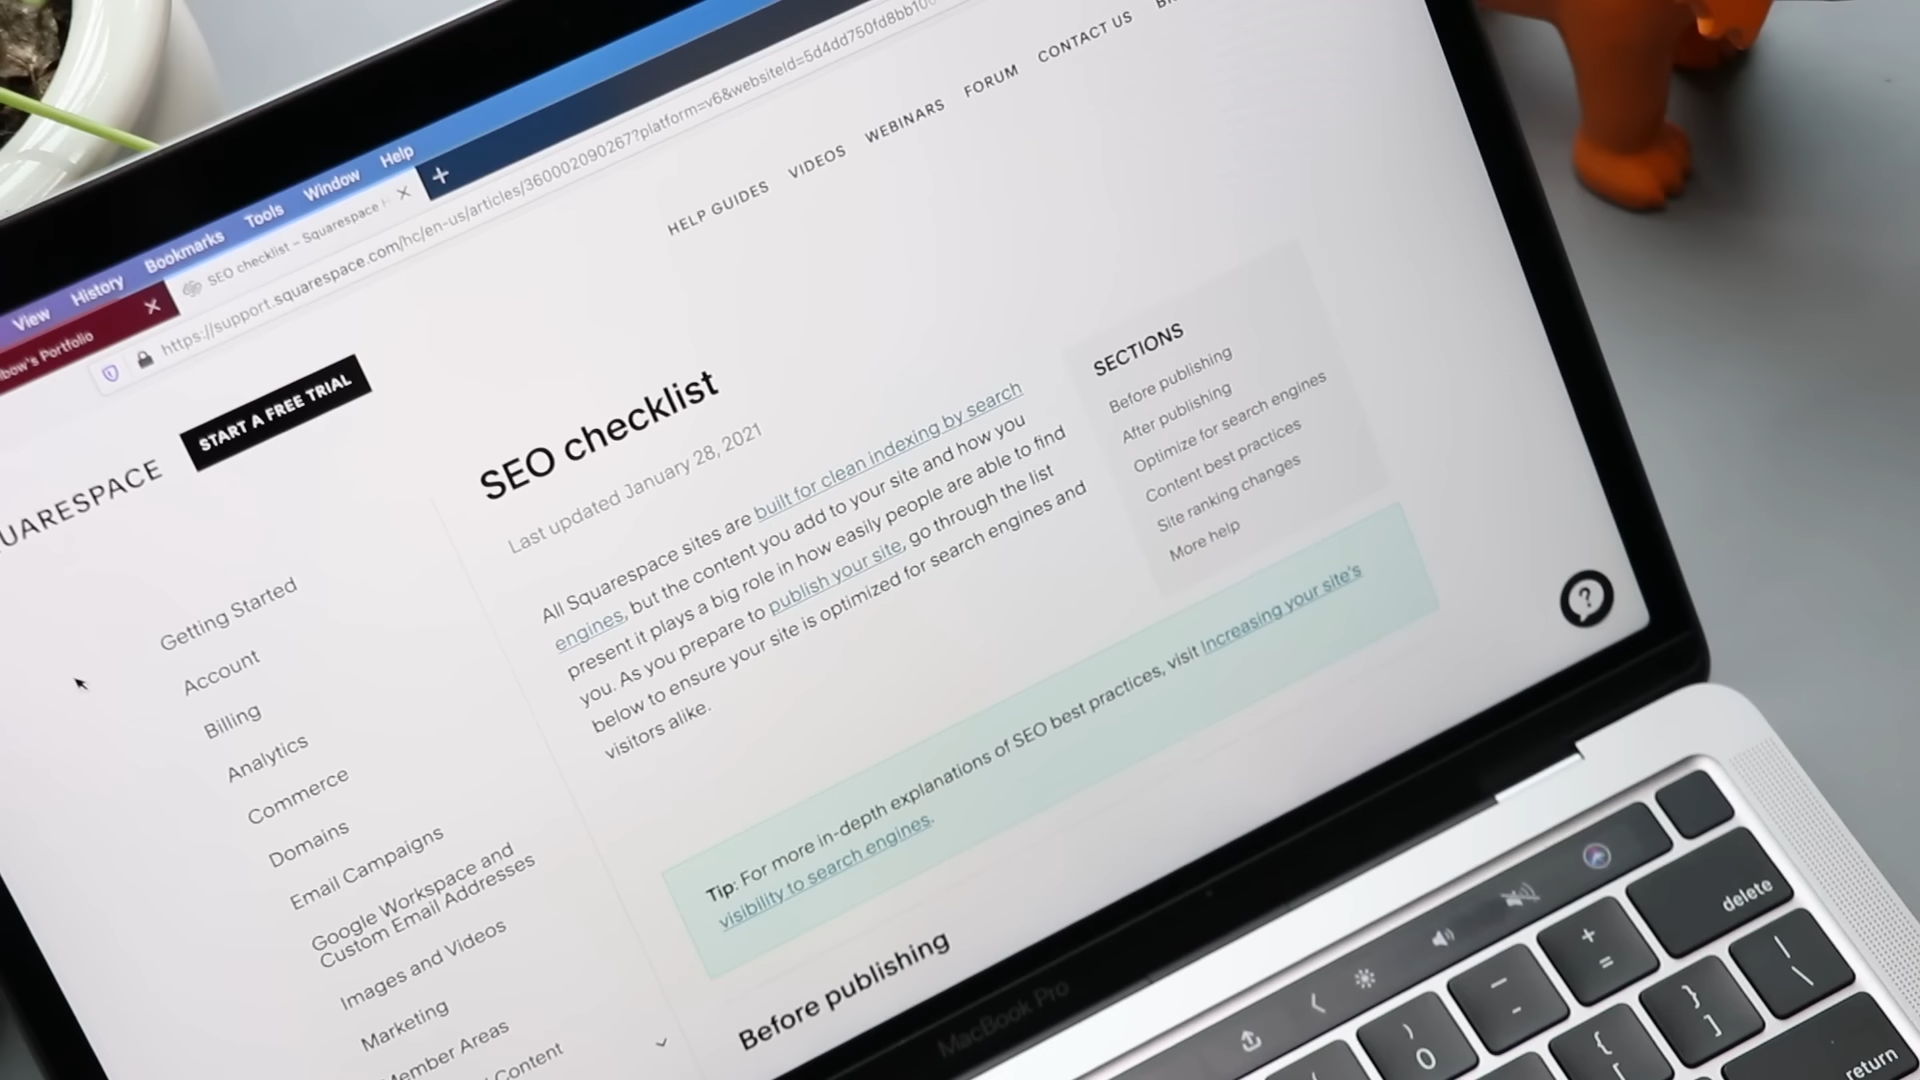 View History Bookmarks Tools Window Help
lbow's Portfolio
SEO checklist – Squarespace H
https://support.squarespace.com/hc/en-us/articles/360002090267?platform=v6&websiteId=5d4dd750fd8bb100
UARESPACE
START A FREE TRIAL
HELP GUIDES VIDEOS WEBINARS FORUM CONTACT US
Getting Started
Account
Billing
Analytics
Commerce
Domains
Email Campaigns
Google Workspace and
Custom Email Addresses
Images and Videos
Marketing
Member Areas
Content
SEO checklist
Last updated January 28, 2021
All Squarespace sites are built for clean indexing by search
engines, but the content you add to your site and how you
present it plays a big role in how easily people are able to find
you. As you prepare to publish your site, go through the list
below to ensure your site is optimized for search engines and
visitors alike.
SECTIONS
Before publishing
After publishing
Optimize for search engines
Content best practices
Site ranking changes
More help
Tip: For more in-depth explanations of SEO best practices, visit Increasing your site's
visibility to search engines.
Before publishing
?
MacBook Pro
delete
+
=
–
-
)
0
|
\
}
]
{
[
return